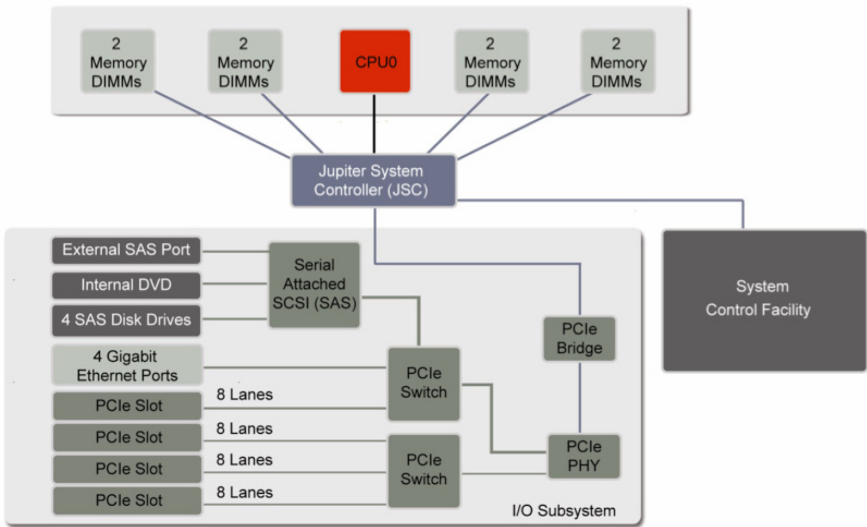 2
Memory
DIMMs
2
Memory
DIMMs
CPU0
2
Memory
DIMMs
2
Memory
DIMMs
Jupiter System
Controller (JSC)
External SAS Port
Internal DVD
4 SAS Disk Drives
Serial
Attached
SCSI (SAS)
System
Control Facility
PCIe
Bridge
4 Gigabit
Ethernet Ports
PCIe
Switch
PCIe Slot
8 Lanes
PCIe Slot
8 Lanes
PCIe Slot
8 Lanes
PCIe Slot
8 Lanes
PCIe
Switch
PCIe
PHY
I/O Subsystem